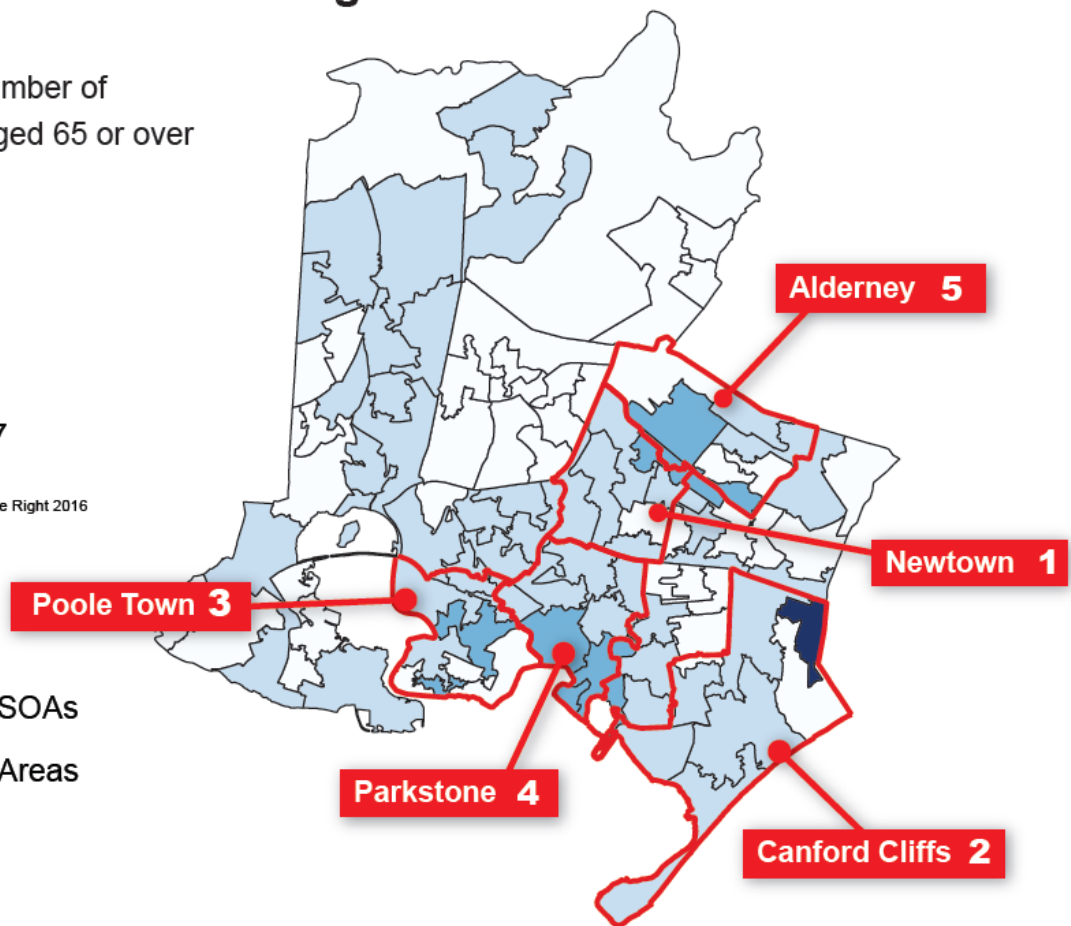 g
mber of
ged 65 or over
7
e Right 2016
SOAs
Areas
Alderney 5
Newtown 1
Poole Town 3
Parkstone 4
Canford Cliffs 2